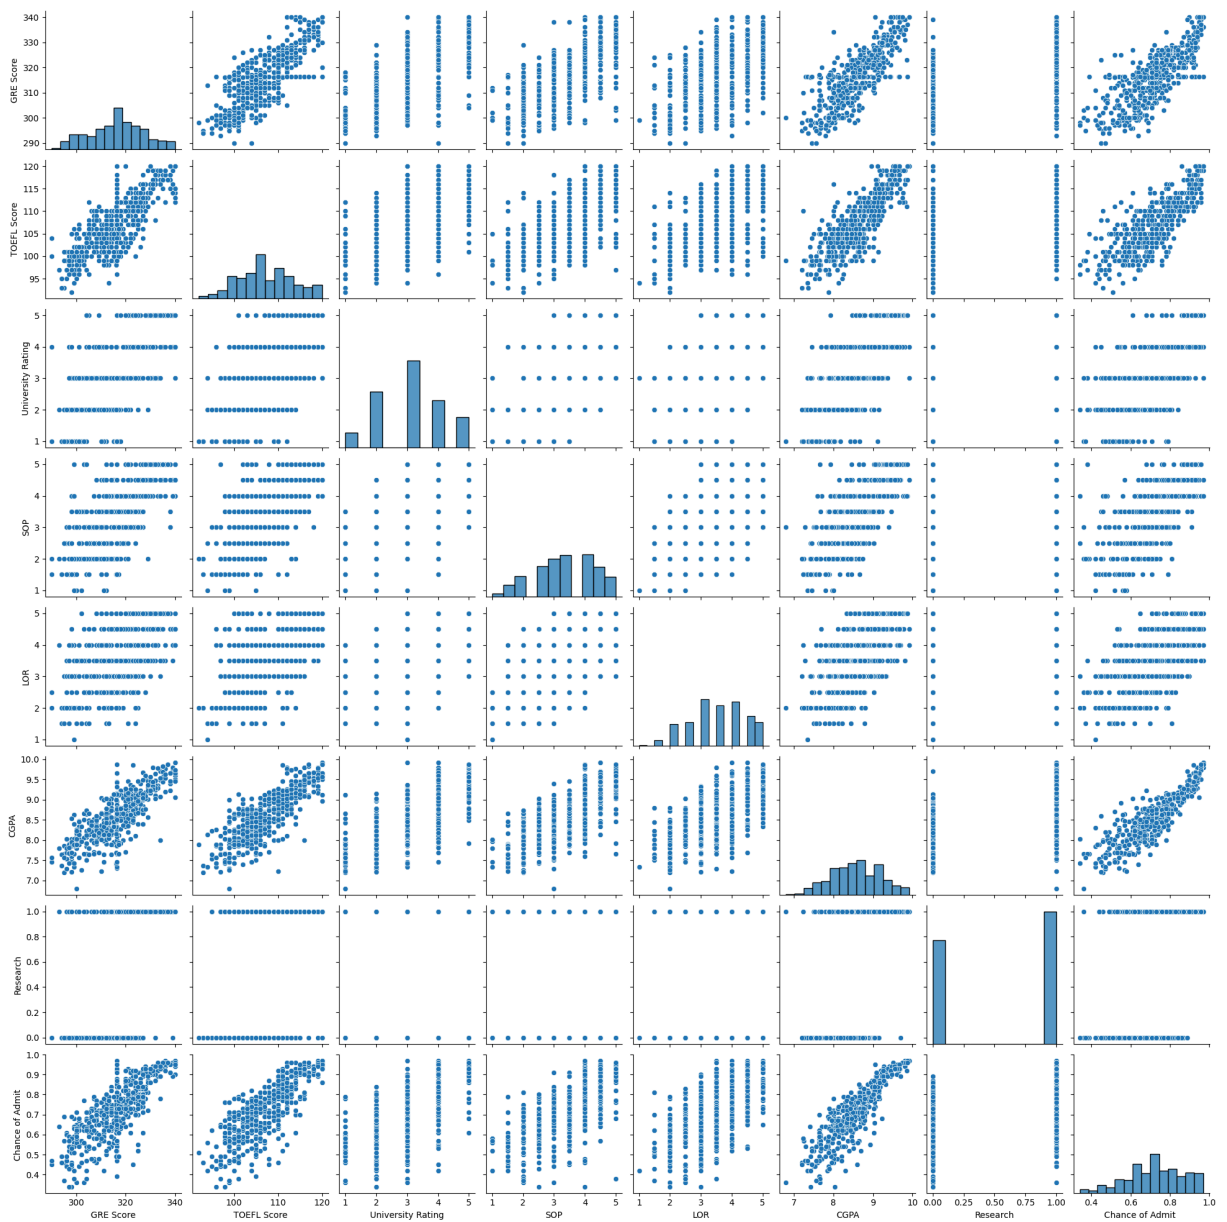 340
330
320
310
300
290
GRE Score
120
115
110
105
100
95
TOEFL Score
5
4
3
2
1
University Rating
5
4
3
2
1
SOP
5
4
3
2
1
LOR
10.0
9.5
9.0
8.5
8.0
7.5
7.0
CGPA
1.0
0.8
0.6
0.4
0.2
0.0
Research
1.0
0.9
0.8
0.7
0.6
0.5
0.4
Chance of Admit
300 320 340
100 110 120
1 2 3 4 5
1 2 3 4 5
1 2 3 4 5
7 8 9 10
0.00 0.25 0.50 0.75 1.00
0.4 0.6 0.8 1.0
GRE Score
TOEFL Score
University Rating
SOP
LOR
CGPA
Research
Chance of Admit